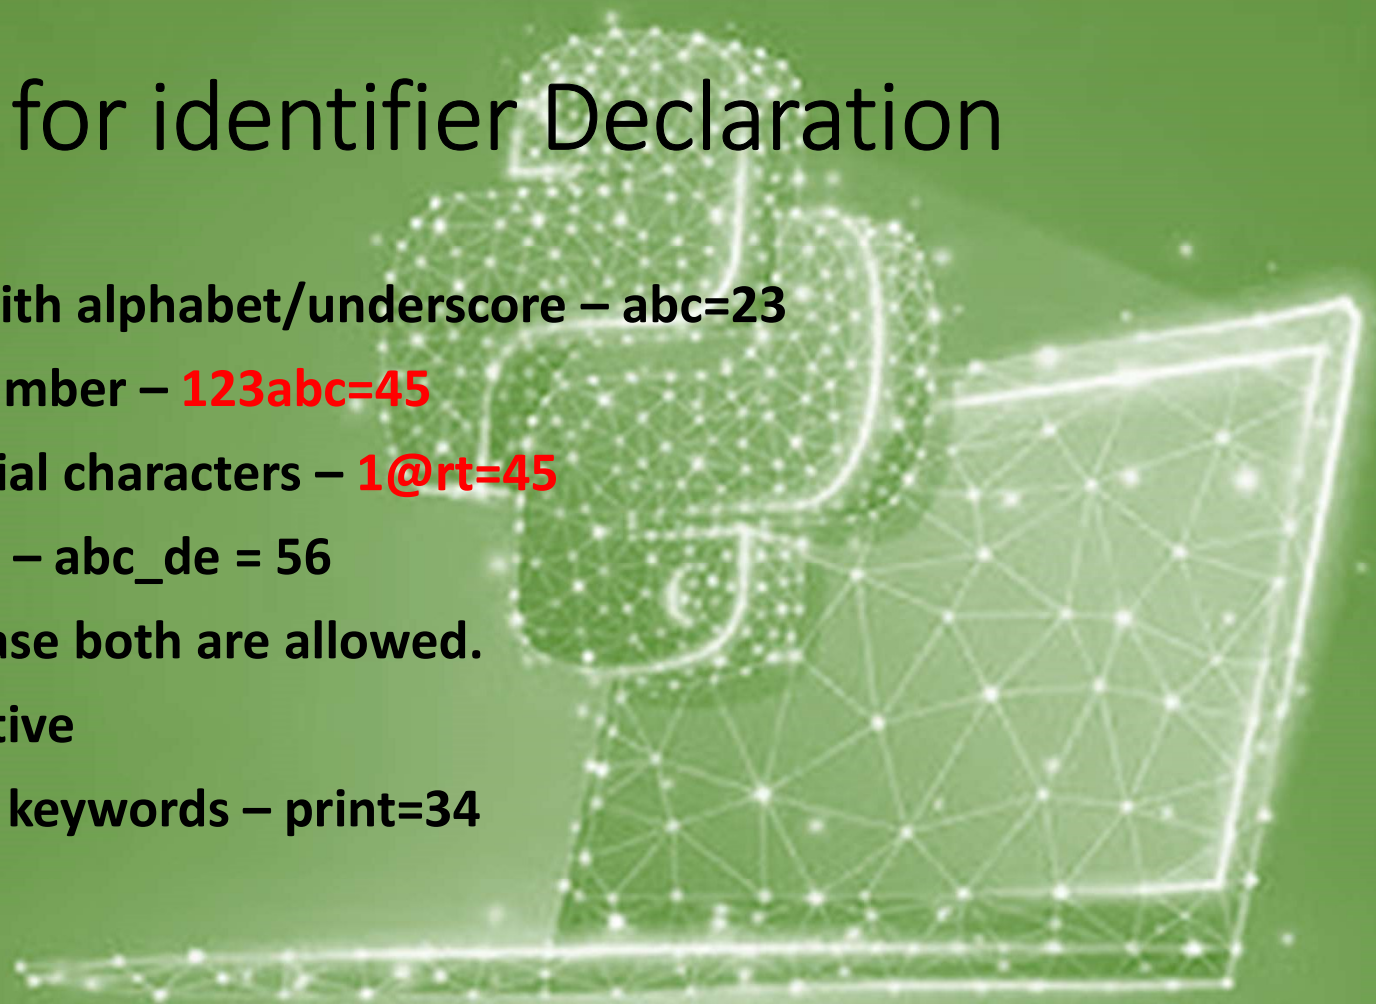 for identifier Declaration
ith alphabet/underscore – abc=23
mber – 123abc=45
ial characters – 1@rt=45
– abc_de = 56
ase both are allowed.
tive
keywords – print=34